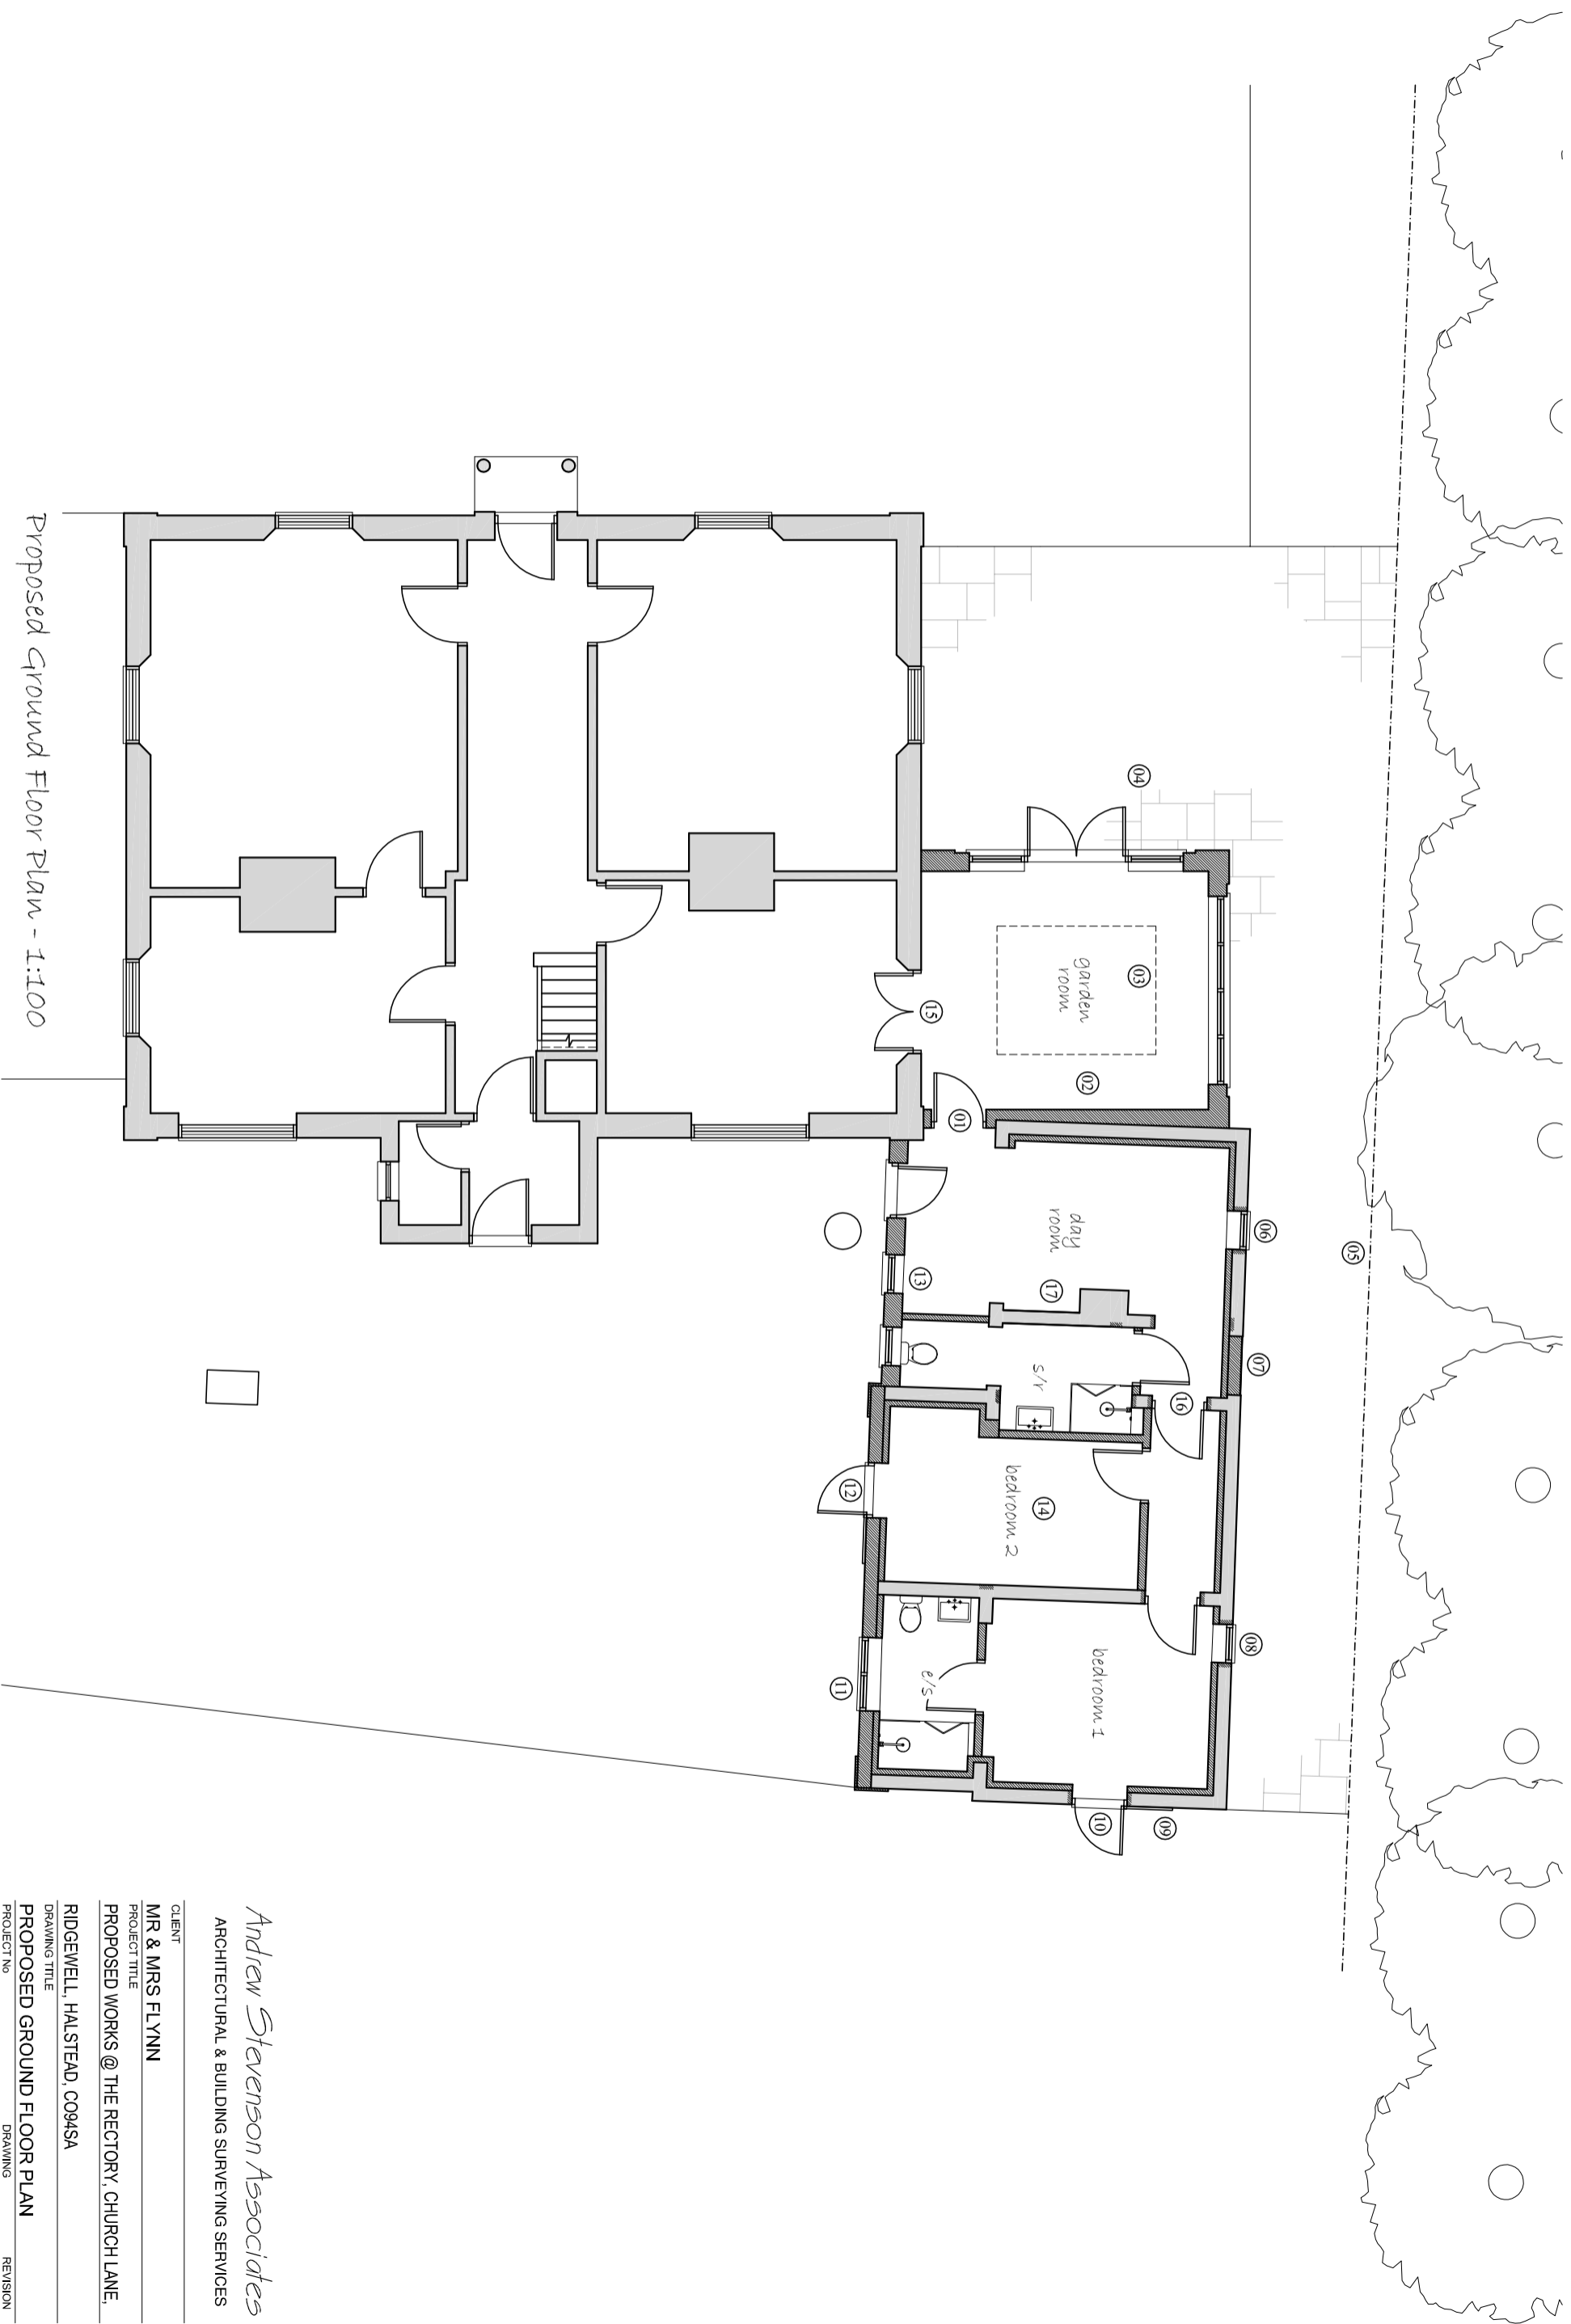 04
03
garden
room
02
15
01
05
06
day
room
17
13
07
s/r
16
14
bedroom 2
12
08
bedroom 1
e/s
11
09
10
Proposed Ground Floor Plan - 1:100
Andrew Stevenson Associates
ARCHITECTURAL & BUILDING SURVEYING SERVICES
CLIENT
MR & MRS FLYNN
PROJECT TITLE
PROPOSED WORKS @ THE RECTORY, CHURCH LANE,
RIDGEWELL, HALSTEAD, CO94SA
DRAWING TITLE
PROPOSED GROUND FLOOR PLAN
PROJECT No DRAWING REVISION